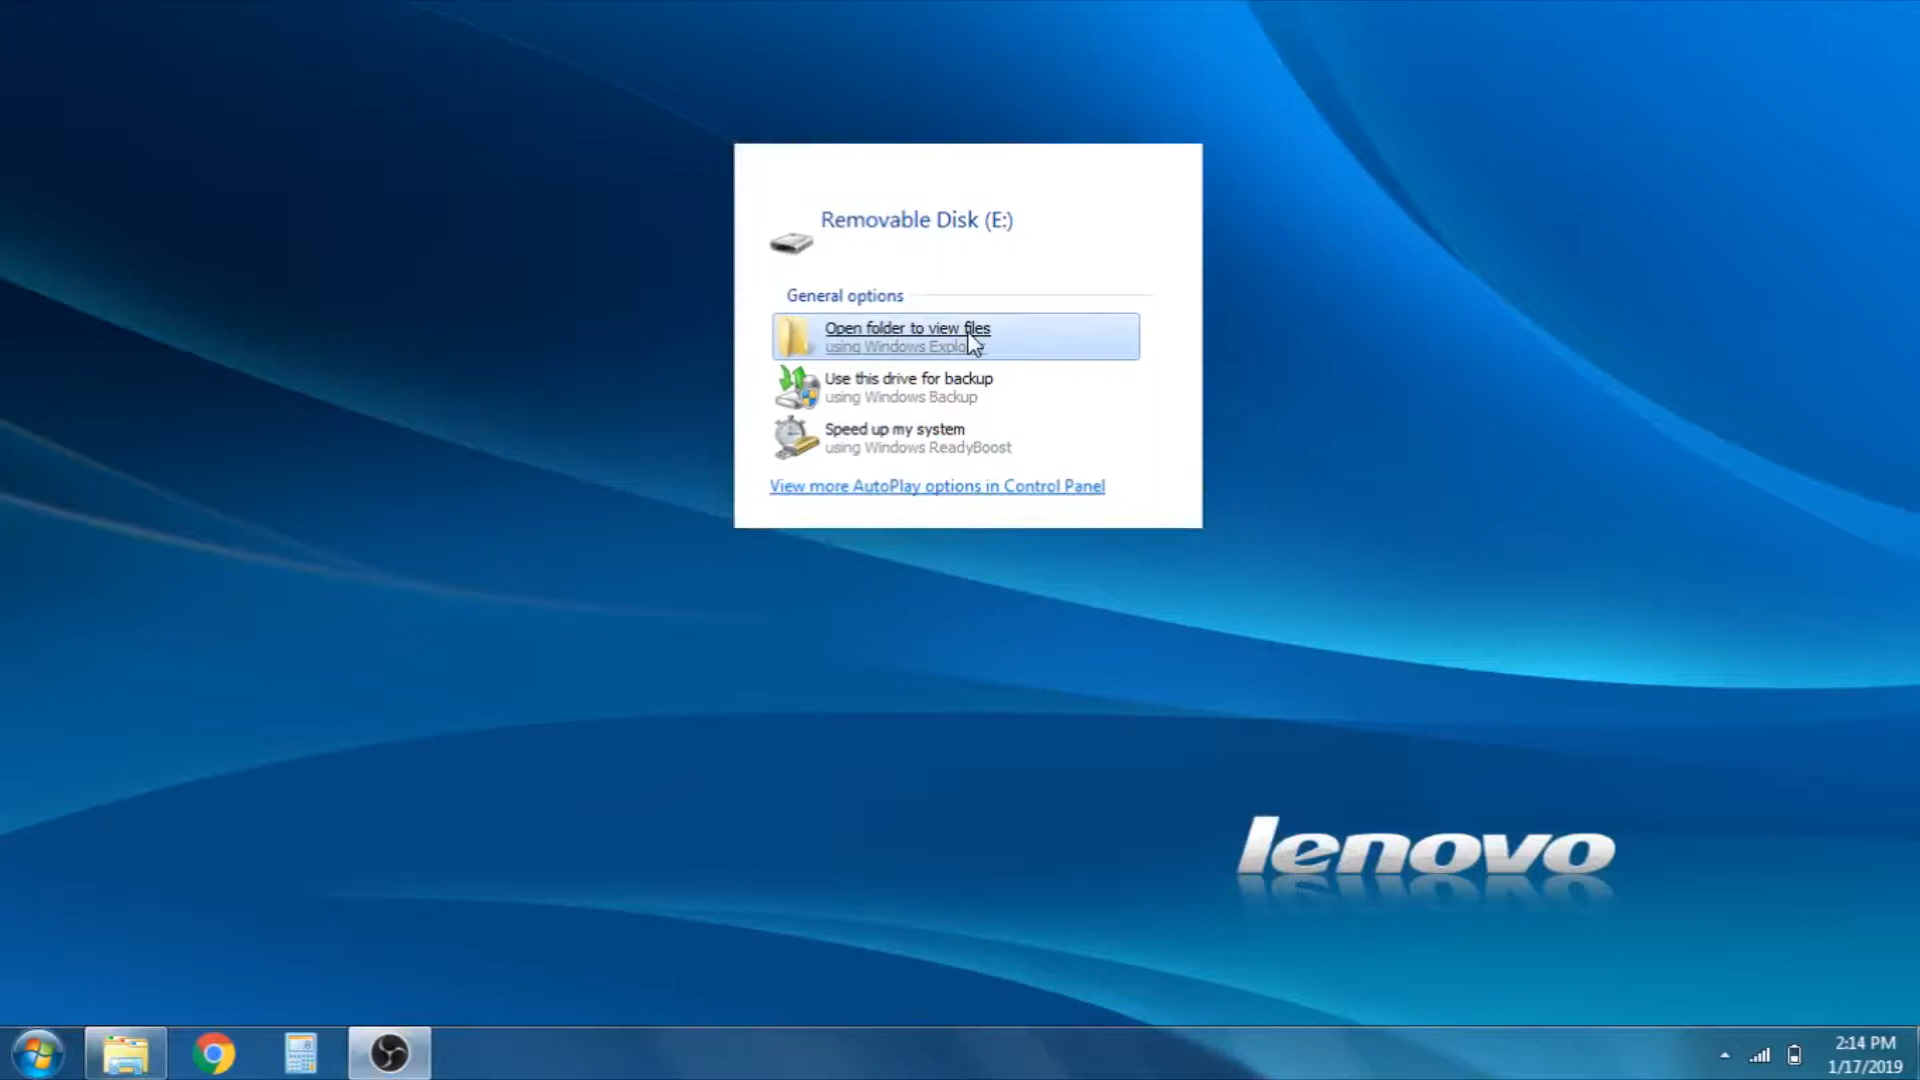 Removable Disk (E:)
General options
Open folder to view files
using Windows
Use this drive for backup
using Windows Backup
Speed up my system
using Windows ReadyBoost
View more AutoPlay options in Control Panel
lenovo
2:14 PM
1/17/2019